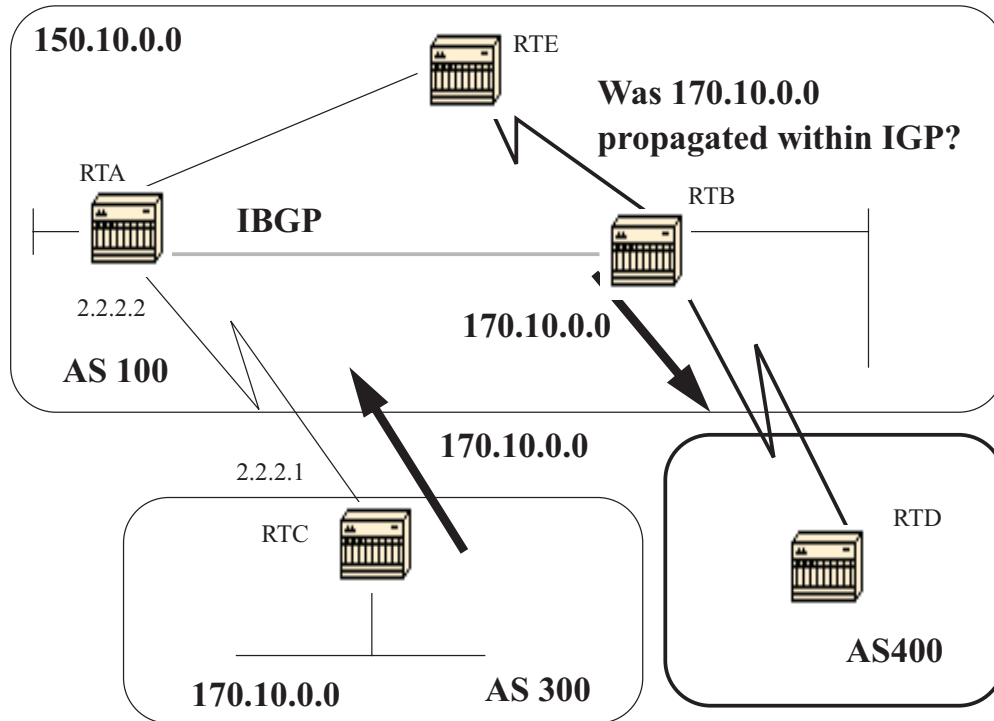 150.10.0.0
RTE
Was 170.10.0.0
propagated within IGP?
RTA
RTB
IBGP
2.2.2.2
170.10.0.0
AS 100
170.10.0.0
2.2.2.1
RTC
RTD
AS400
170.10.0.0
AS 300